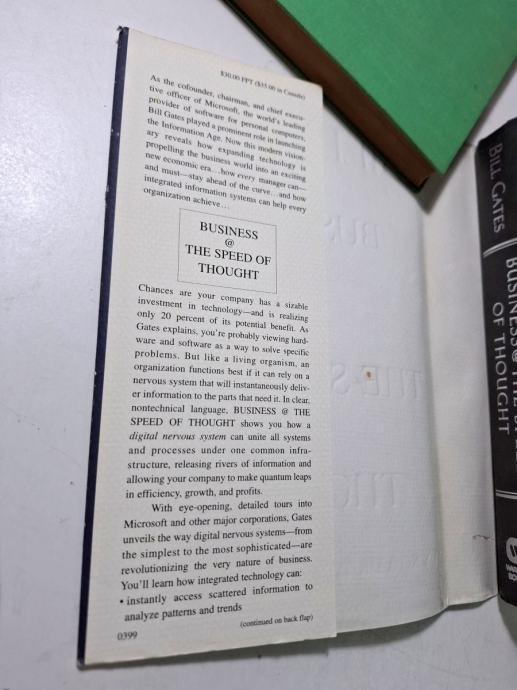 $30.00 FPT ($35.00 in Canada)
As the cofounder, chairman, and chief execu-
tive officer of Microsoft, the world's leading
provider of software for personal computers,
Bill Gates played a prominent role in launching
the Information Age. Now this modern vision-
ary reveals how expanding technology is
propelling the business world into an exciting
new economic era...how every manager can—
and must—stay ahead of the curve...and how
integrated information systems can help every
organization achieve...
BUSINESS
@
THE SPEED OF
THOUGHT
Chances are your company has a sizable
investment in technology—and is realizing
only 20 percent of its potential benefit. As
Gates explains, you're probably viewing hard-
ware and software as a way to solve specific
problems. But like a living organism, an
organization functions best if it can rely on a
nervous system that will instantaneously deliv-
er information to the parts that need it. In clear,
nontechnical language, BUSINESS @ THE
SPEED OF THOUGHT shows you how a
digital nervous system can unite all systems
and processes under one common infra-
structure, releasing rivers of information and
allowing your company to make quantum leaps
in efficiency, growth, and profits.
With eye-opening, detailed tours into
Microsoft and other major corporations, Gates
unveils the way digital nervous systems—from
the simplest to the most sophisticated—are
revolutionizing the very nature of business.
You'll learn how integrated technology can:
• instantly access scattered information to
analyze patterns and trends
(continued on back flap)
0399
BILL GATES
BUSINESS @ THE
OF THOUGHT